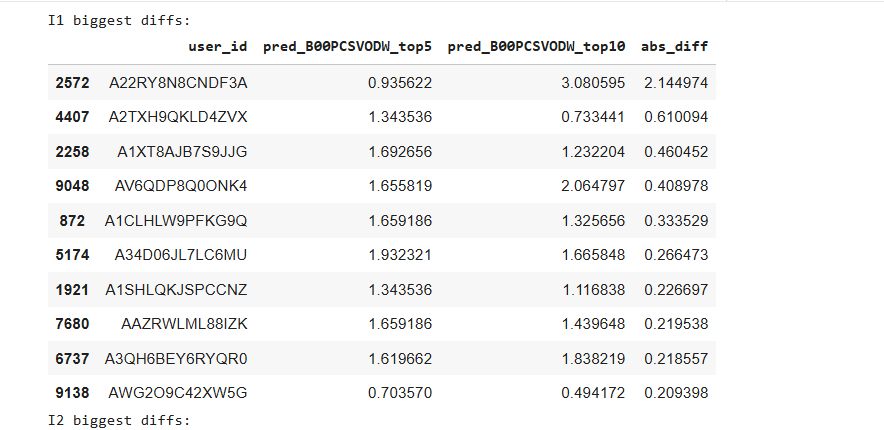 I1 biggest diffs:
user_id pred_B00PCSVODW_top5 pred_B00PCSVODW_top10 abs_diff
2572 A22RY8N8CNDF3A 0.935622 3.080595 2.144974
4407 A2TXH9QKLD4ZVX 1.343536 0.733441 0.610094
2258 A1XT8AJB7S9JJG 1.692656 1.232204 0.460452
9048 AV6QDP8Q0ONK4 1.655819 2.064797 0.408978
872 A1CLHLW9PFKG9Q 1.659186 1.325656 0.333529
5174 A34D06JL7LC6MU 1.932321 1.665848 0.266473
1921 A1SHLQKJSPCCNZ 1.343536 1.116838 0.226697
7680 AAZRWLML88IZK 1.659186 1.439648 0.219538
6737 A3QH6BEY6RYQR0 1.619662 1.838219 0.218557
9138 AWG2O9C42XW5G 0.703570 0.494172 0.209398
I2 biggest diffs: